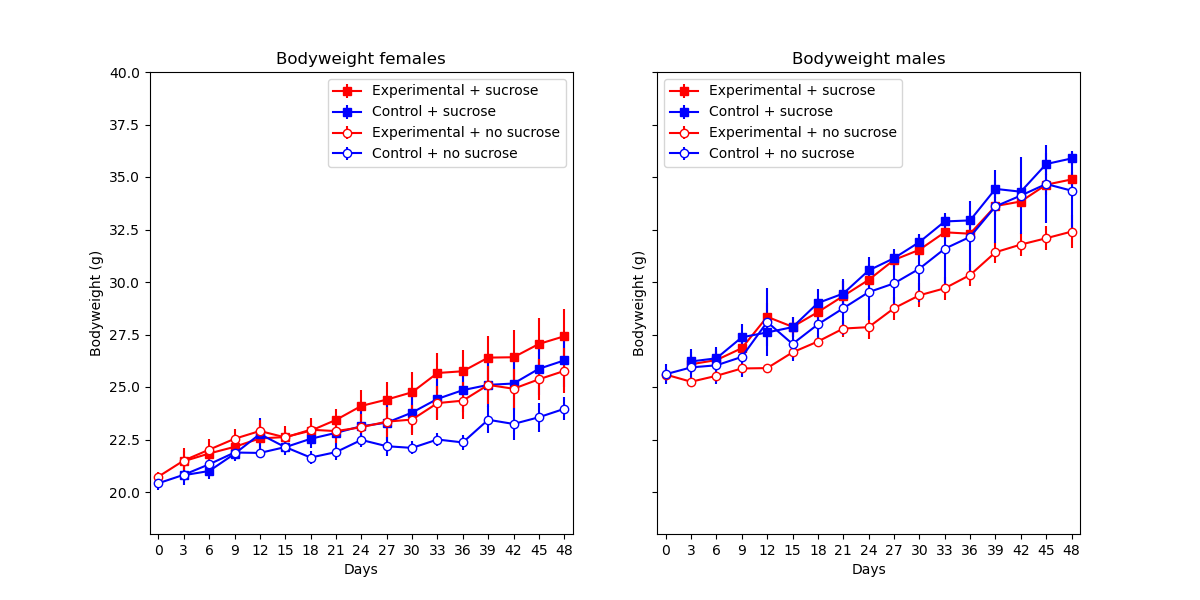 Bodyweight females
40.0
37.5
35.0
32.5
30.0
27.5
25.0
22.5
20.0
Bodyweight (g)
Experimental + sucrose
Control + sucrose
Experimental + no sucrose
Control + no sucrose
0 3 6 9 12 15 18 21 24 27 30 33 36 39 42 45 48
Days
Bodyweight males
Bodyweight (g)
Experimental + sucrose
Control + sucrose
Experimental + no sucrose
Control + no sucrose
0 3 6 9 12 15 18 21 24 27 30 33 36 39 42 45 48
Days